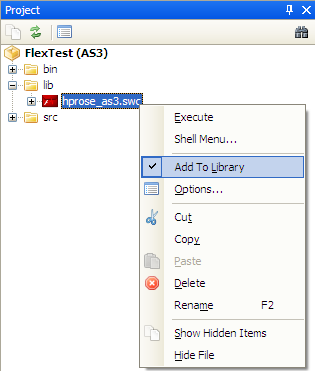 Project
FlexTest (AS3)
bin
lib
hprose_as3.swc
src
Execute
Shell Menu...
Add To Library
Options...
Cut
Copy
Paste
Delete
Rename F2
Show Hidden Items
Hide File